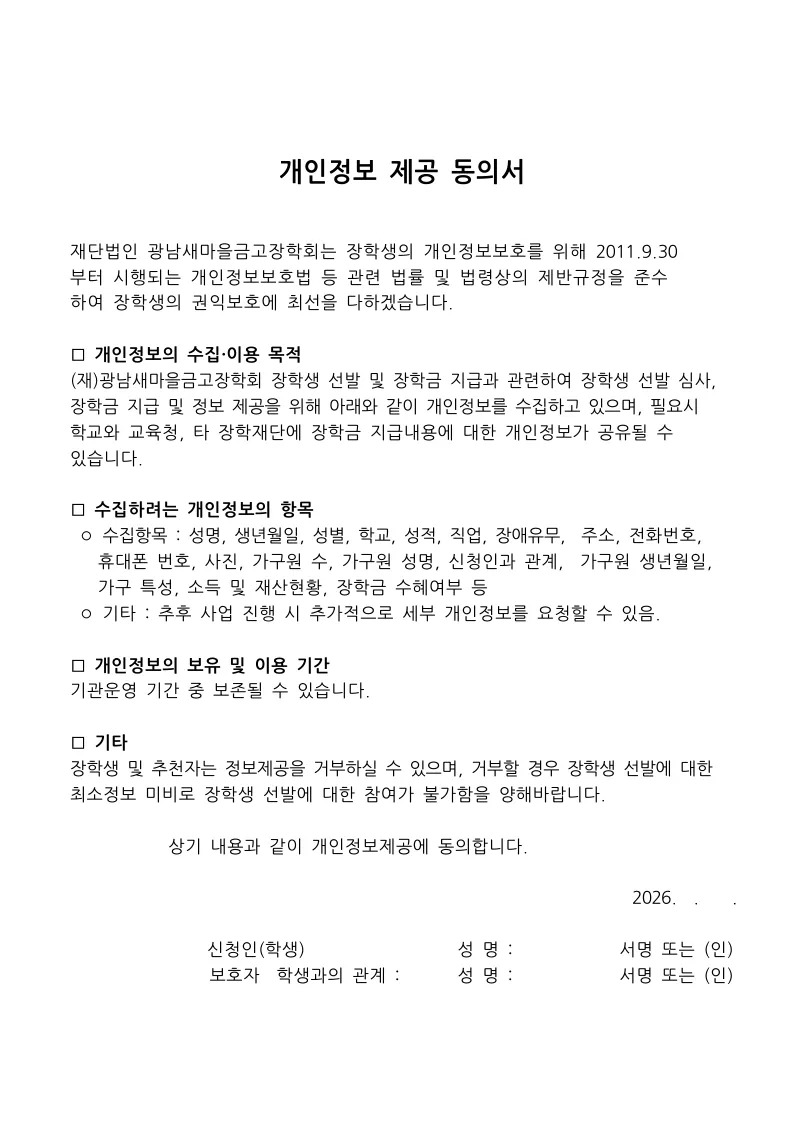 개인정보 제공 동의서
재단법인 광남새마을금고장학회는 장학생의 개인정보보호를 위해 2011.9.30
부터 시행되는 개인정보보호법 등 관련 법률 및 법령상의 제반규정을 준수
하여 장학생의 권익보호에 최선을 다하겠습니다.
□ 개인정보의 수집·이용 목적
(재)광남새마을금고장학회 장학생 선발 및 장학금 지급과 관련하여 장학생 선발 심사,
장학금 지급 및 정보 제공을 위해 아래와 같이 개인정보를 수집하고 있으며, 필요시
학교와 교육청, 타 장학재단에 장학금 지급내용에 대한 개인정보가 공유될 수
있습니다.
□ 수집하려는 개인정보의 항목
ㅇ 수집항목 : 성명, 생년월일, 성별, 학교, 성적, 직업, 장애유무, 주소, 전화번호,
휴대폰 번호, 사진, 가구원 수, 가구원 성명, 신청인과 관계, 가구원 생년월일,
가구 특성, 소득 및 재산현황, 장학금 수혜여부 등
ㅇ 기타 : 추후 사업 진행 시 추가적으로 세부 개인정보를 요청할 수 있음.
□ 개인정보의 보유 및 이용 기간
기관운영 기간 중 보존될 수 있습니다.
□ 기타
장학생 및 추천자는 정보제공을 거부하실 수 있으며, 거부할 경우 장학생 선발에 대한
최소정보 미비로 장학생 선발에 대한 참여가 불가함을 양해바랍니다.
상기 내용과 같이 개인정보제공에 동의합니다.
2026. . .
신청인(학생) 성 명 : 서명 또는 (인)
보호자 학생과의 관계 : 성 명 : 서명 또는 (인)